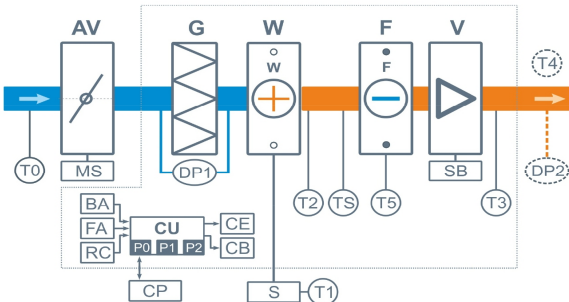 AV G W F V
W F
T4
T0 MS DP1 T2 TS T5 SB T3 DP2
BA CE
FA CU
RC P0 P1 P2 CB
CP S T1